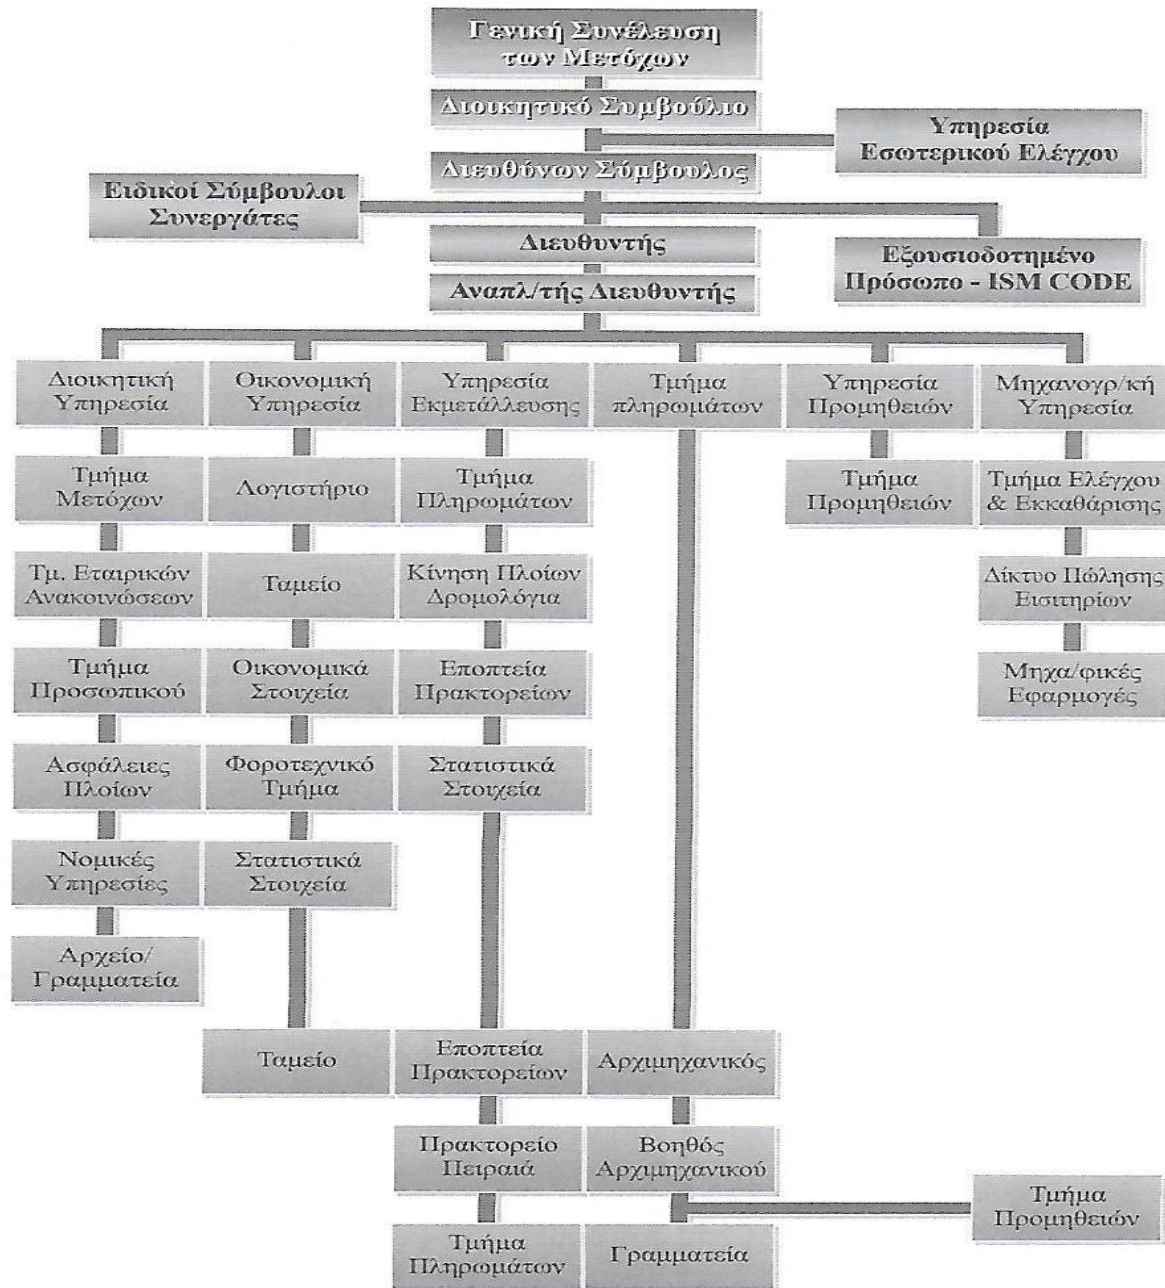 Γενική Συνέλευση
των Μετόχων
Διοικητικό Συμβούλιο
Υπηρεσία
Εσωτερικού Ελέγχου
Διευθύνων Σύμβουλος
Ειδικοί Σύμβουλοι
Συνεργάτες
Διευθυντής
Εξουσιοδοτημένο
Πρόσωπο - ISM CODE
Αναπλ/τής Διευθυντής
Διοικητική
Υπηρεσία
Οικονομική
Υπηρεσία
Υπηρεσία
Εκμετάλλευσης
Τμήμα
πληρωμάτων
Υπηρεσία
Προμηθειών
Μηχανογρ/κή
Υπηρεσία
Τμήμα
Μετόχων
Λογιστήριο
Τμήμα
Πληρωμάτων
Τμήμα
Προμηθειών
Τμήμα Ελέγχου
& Εκκαθάρισης
Τμ. Εταιρικών
Ανακοινώσεων
Ταμείο
Κίνηση Πλοίων
Δρομολόγια
Δίκτυο Πώλησης
Εισιτηρίων
Τμήμα
Προσωπικού
Οικονομικά
Στοιχεία
Εποπτεία
Πρακτορείων
Μηχα/φικές
Εφαρμογές
Ασφάλειες
Πλοίων
Φοροτεχνικό
Τμήμα
Στατιστικά
Στοιχεία
Νομικές
Υπηρεσίες
Στατιστικά
Στοιχεία
Αρχείο/
Γραμματεία
Ταμείο
Εποπτεία
Πρακτορείων
Αρχιμηχανικός
Πρακτορείο
Πειραιά
Βοηθός
Αρχιμηχανικού
Τμήμα
Προμηθειών
Τμήμα
Πληρωμάτων
Γραμματεία